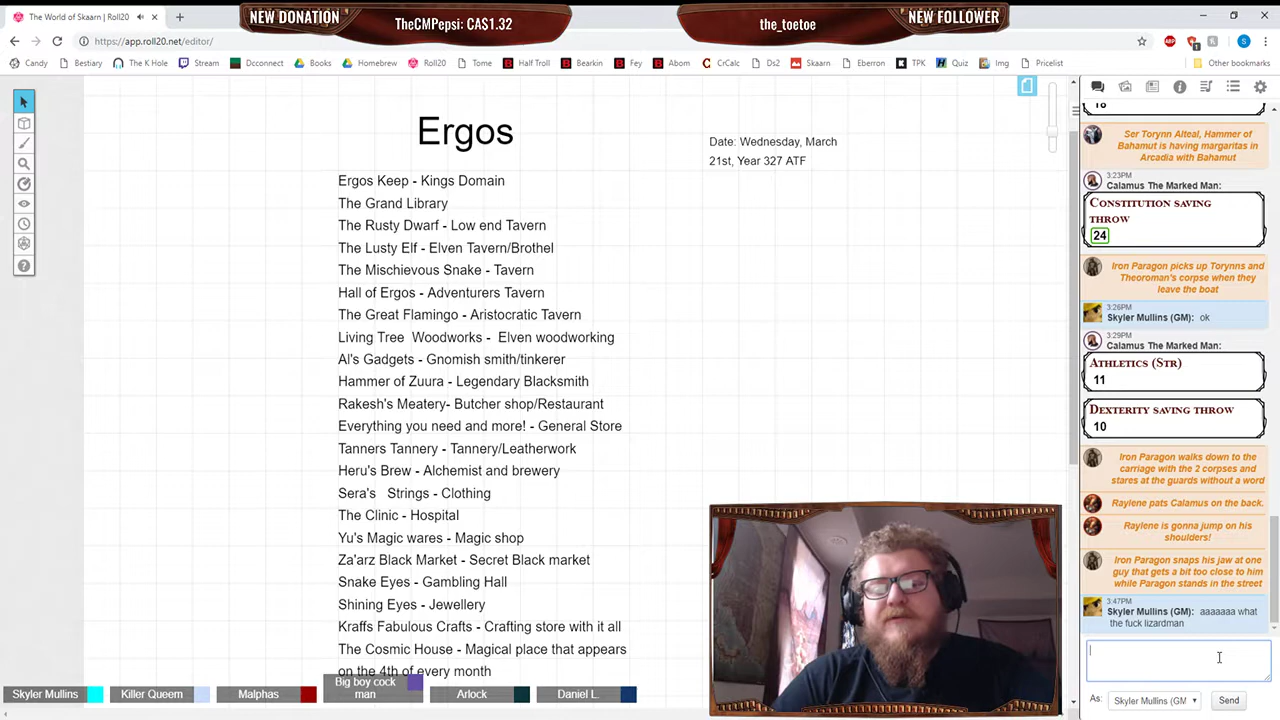 The World of Skaarn | Roll20
NEW DONATION
TheCMPepsi: CA$1.32
the_toetoe
NEW FOLLOWER
https://app.roll20.net/editor/
Candy
Bestiary
The K Hole
Stream
Dcconnect
Books
Homebrew
Roll20
Tome
Half Troll
Bearkin
Fey
Abom
CrCalc
Ds2
Skaarn
Eberron
TPK
Quiz
Img
Pricelist
Other bookmarks
Ergos
Date: Wednesday, March
21st, Year 327 ATF
Ergos Keep - Kings Domain
The Grand Library
The Rusty Dwarf - Low end Tavern
The Lusty Elf - Elven Tavern/Brothel
The Mischievous Snake - Tavern
Hall of Ergos - Adventurers Tavern
The Great Flamingo - Aristocratic Tavern
Living Tree Woodworks - Elven woodworking
Al's Gadgets - Gnomish smith/tinkerer
Hammer of Zuura - Legendary Blacksmith
Rakesh's Meatery- Butcher shop/Restaurant
Everything you need and more! - General Store
Tanners Tannery - Tannery/Leatherwork
Heru's Brew - Alchemist and brewery
Sera's Strings - Clothing
The Clinic - Hospital
Yu's Magic wares - Magic shop
Za'arz Black Market - Secret Black market
Snake Eyes - Gambling Hall
Shining Eyes - Jewellery
Kraffs Fabulous Crafts - Crafting store with it all
The Cosmic House - Magical place that appears
on the 4th of every month
Skyler Mullins
Killer Queem
Malphas
Big boy cock
man
Arlock
Daniel L.
18
Ser Torynn Alteal, Hammer of
Bahamut is having margaritas in
Arcadia with Bahamut
3:23PM
Calamus The Marked Man:
CONSTITUTION SAVING
THROW
24
Iron Paragon picks up Torynns and
Theoroman's corpse when they
leave the boat
3:26PM
Skyler Mullins (GM): ok
3:29PM
Calamus The Marked Man:
ATHLETICS (STR)
11
DEXTERITY SAVING THROW
10
Iron Paragon walks down to the
carriage with the 2 corpses and
stares at the guards without a word
Raylene pats Calamus on the back.
Raylene is gonna jump on his
shoulders!
Iron Paragon snaps his jaw at one
guy that gets a bit too close to him
while Paragon stands in the street
3:47PM
Skyler Mullins (GM): aaaaaaa what
the fuck lizardman
As:
Skyler Mullins (GM
Send